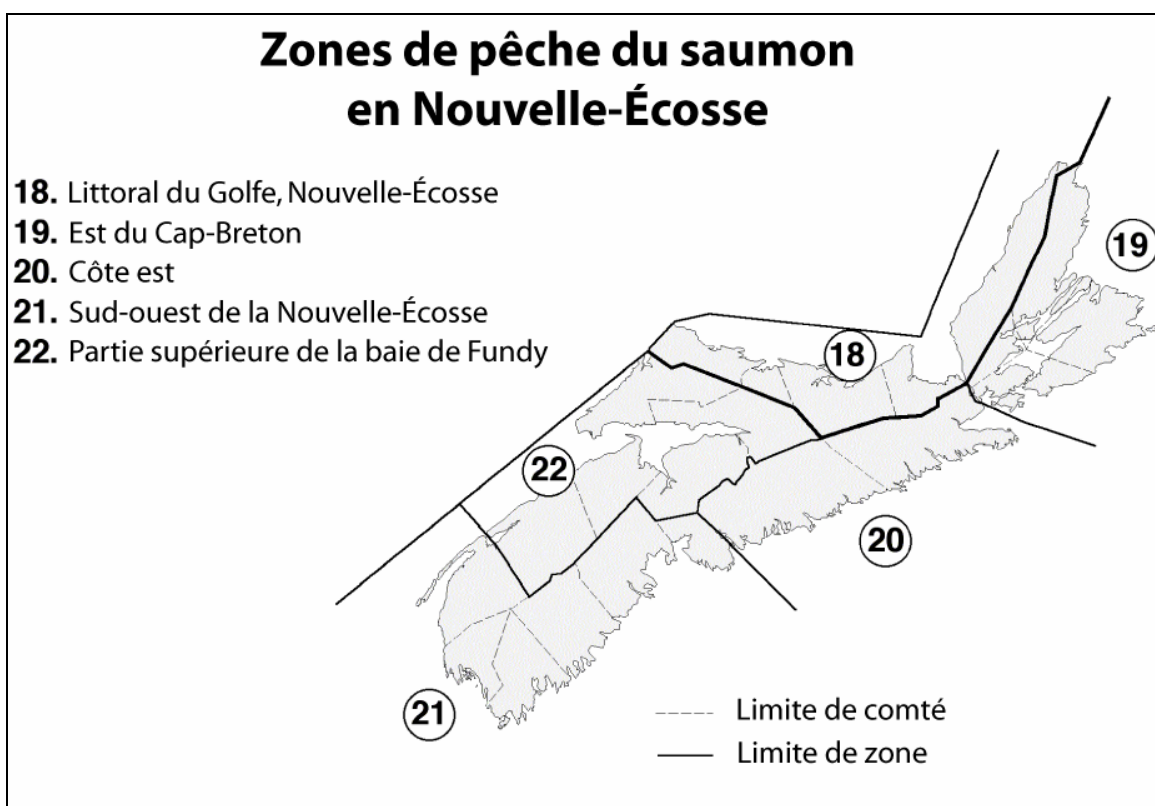 Zones de pêche du saumon
en Nouvelle-Écosse
18. Littoral du Golfe, Nouvelle-Écosse
19. Est du Cap-Breton
20. Côte est
21. Sud-ouest de la Nouvelle-Écosse
22. Partie supérieure de la baie de Fundy
19
18
22
20
21
Limite de comté
Limite de zone